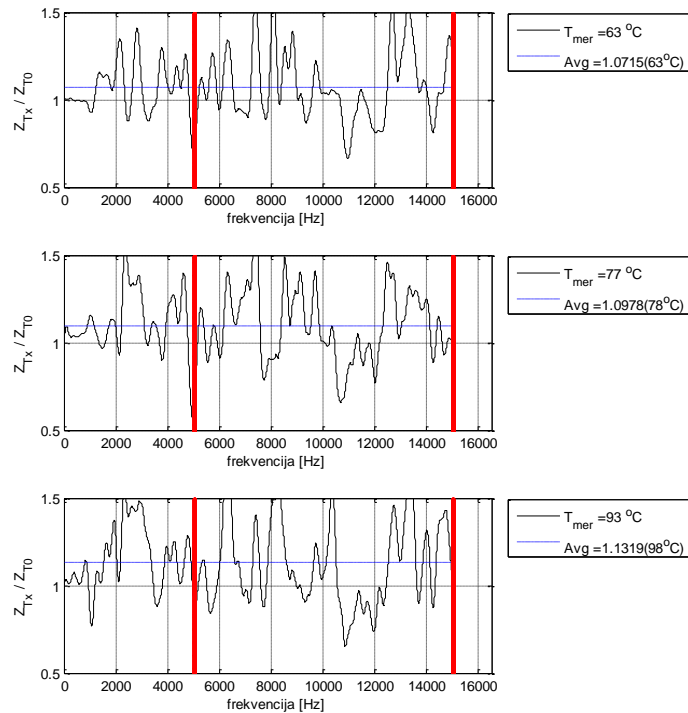 1.5
1
0.5
Z_Tx / Z_T0
0 2000 4000 6000 8000 10000 12000 14000 16000
frekvencija [Hz]
T_mer =63 °C
Avg =1.0715(63°C)
1.5
1
0.5
Z_Tx / Z_T0
0 2000 4000 6000 8000 10000 12000 14000 16000
frekvencija [Hz]
T_mer =77 °C
Avg =1.0978(78°C)
1.5
1
0.5
Z_Tx / Z_T0
0 2000 4000 6000 8000 10000 12000 14000 16000
frekvencija [Hz]
T_mer =93 °C
Avg =1.1319(98°C)